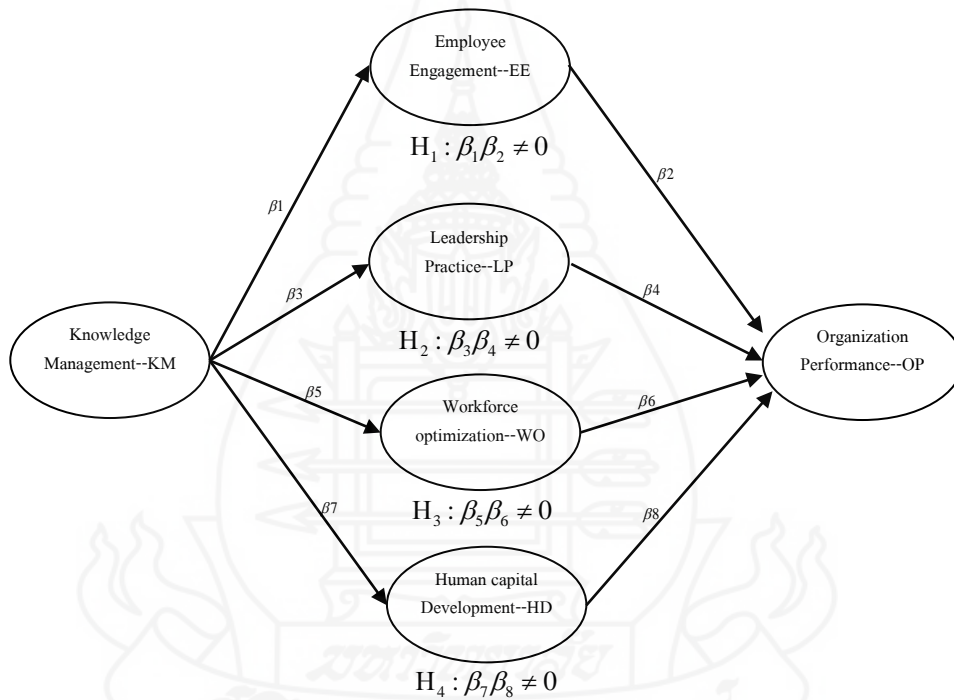 Employee
Engagement--EE
H₁ : β₁β₂ ≠ 0
β1
β2
Leadership
Practice--LP
H₂ : β₃β₄ ≠ 0
β3
β4
Knowledge
Management--KM
Organization
Performance--OP
β5
β6
Workforce
optimization--WO
H₃ : β₅β₆ ≠ 0
β7
β8
Human capital
Development--HD
H₄ : β₇β₈ ≠ 0